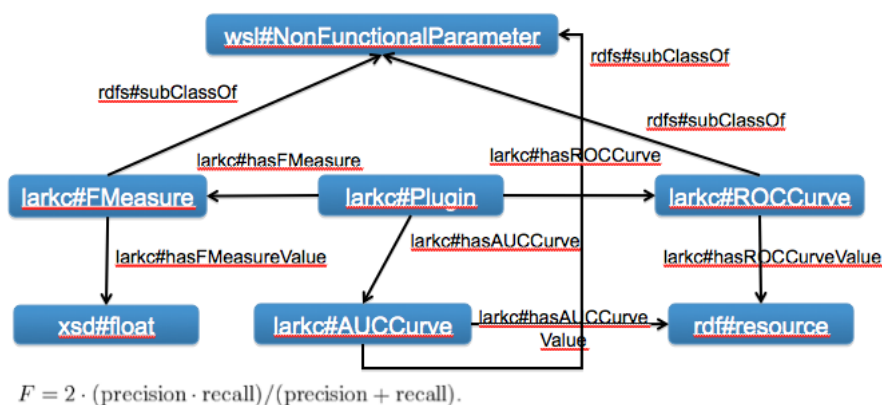 wsl#NonFunctionalParameter
rdfs#subClassOf
rdfs#subClassOf
rdfs#subClassOf
larkc#hasFMeasure
larkc#hasROCCurve
larkc#FMeasure
larkc#Plugin
larkc#ROCCurve
larkc#hasAUCCurve
larkc#hasFMeasureValue
larkc#hasROCCurveValue
xsd#float
larkc#AUCCurve
larkc#hasAUCCurve
Value
rdf#resource
F = 2 · (precision · recall)/(precision + recall).